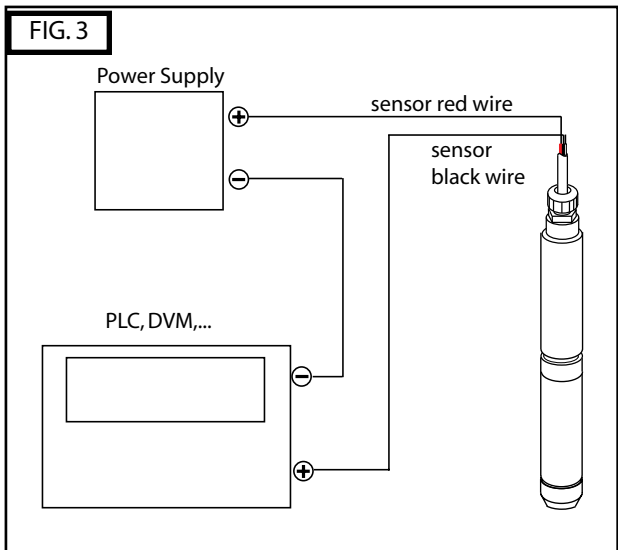 FIG. 3
Power Supply
+
sensor red wire
sensor
black wire
−
PLC, DVM,...
−
+